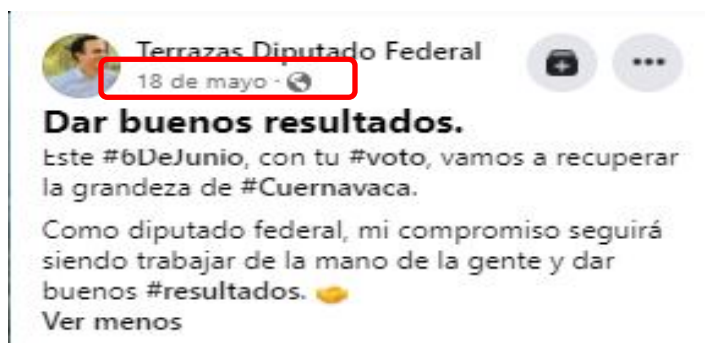 Terrazas Diputado Federal
18 de mayo ·
Dar buenos resultados.
Este #6DeJunio, con tu #voto, vamos a recuperar
la grandeza de #Cuernavaca.
Como diputado federal, mi compromiso seguirá
siendo trabajar de la mano de la gente y dar
buenos #resultados. 🤝
Ver menos